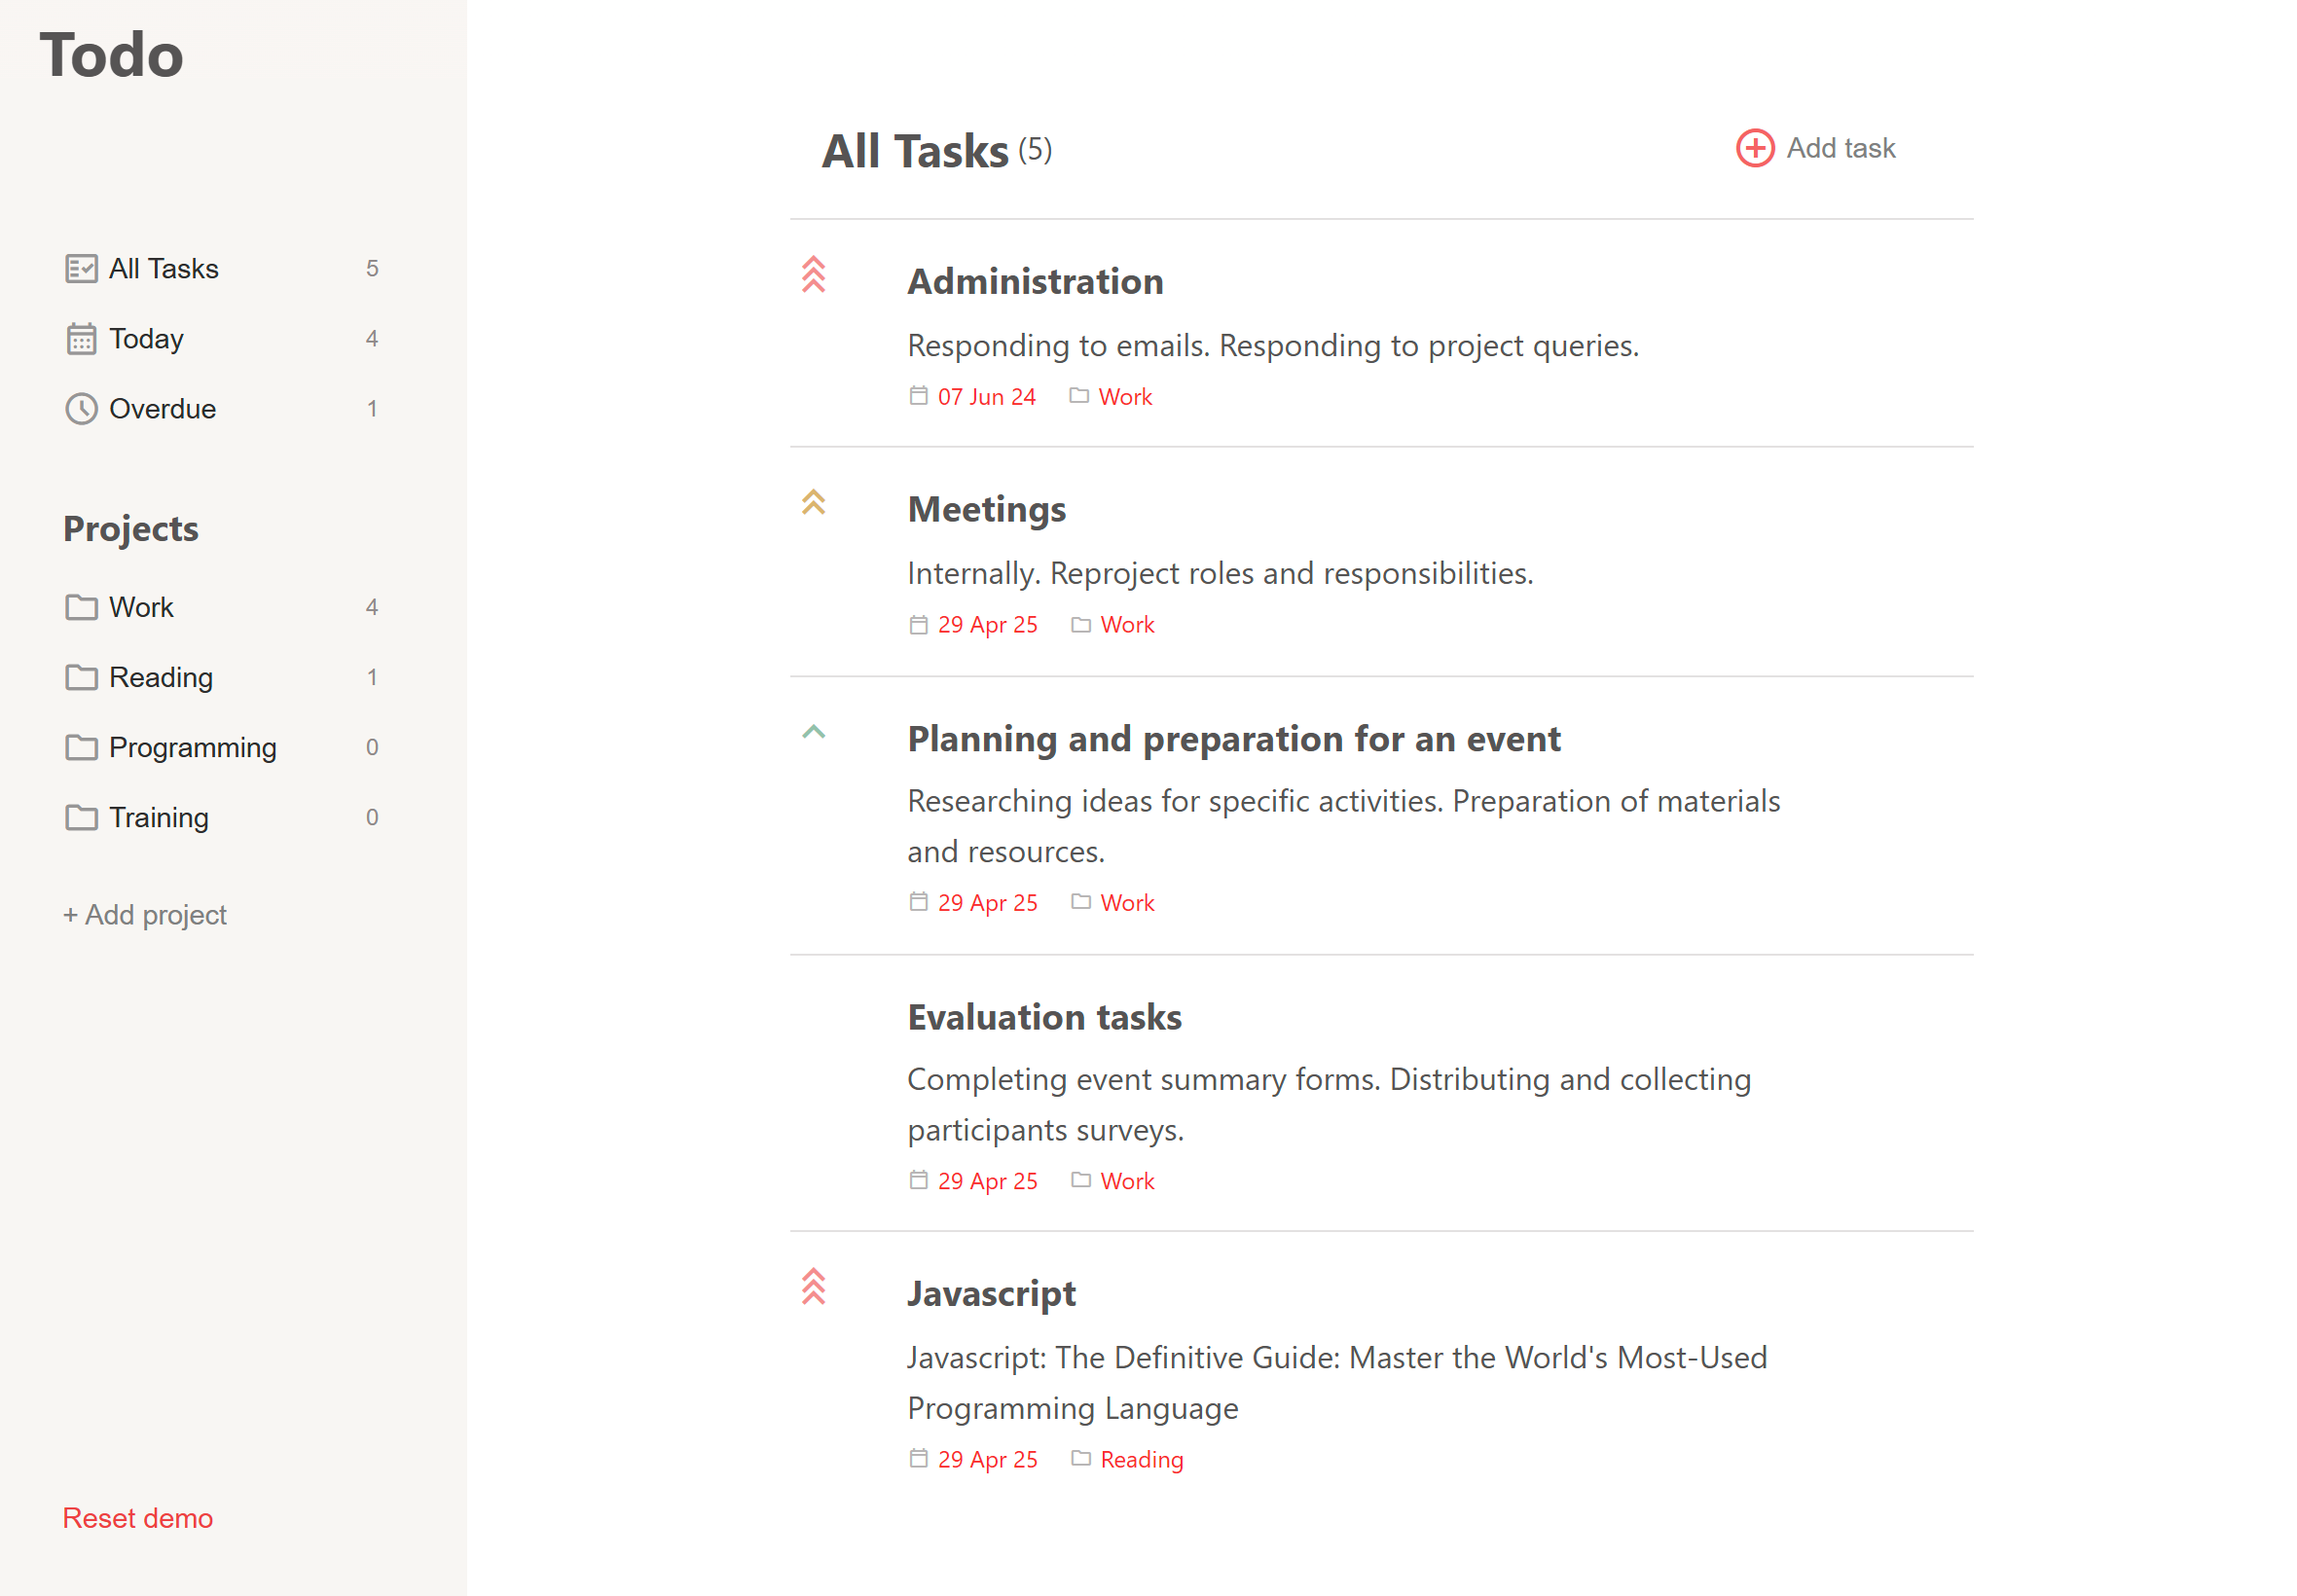 Todo
All Tasks 5
Today 4
Overdue 1
Projects
Work 4
Reading 1
Programming 0
Training 0
+ Add project
Reset demo
All Tasks (5)
Add task
Administration
Responding to emails. Responding to project queries.
07 Jun 24 Work
Meetings
Internally. Reproject roles and responsibilities.
29 Apr 25 Work
Planning and preparation for an event
Researching ideas for specific activities. Preparation of materials
and resources.
29 Apr 25 Work
Evaluation tasks
Completing event summary forms. Distributing and collecting
participants surveys.
29 Apr 25 Work
Javascript
Javascript: The Definitive Guide: Master the World's Most-Used
Programming Language
29 Apr 25 Reading